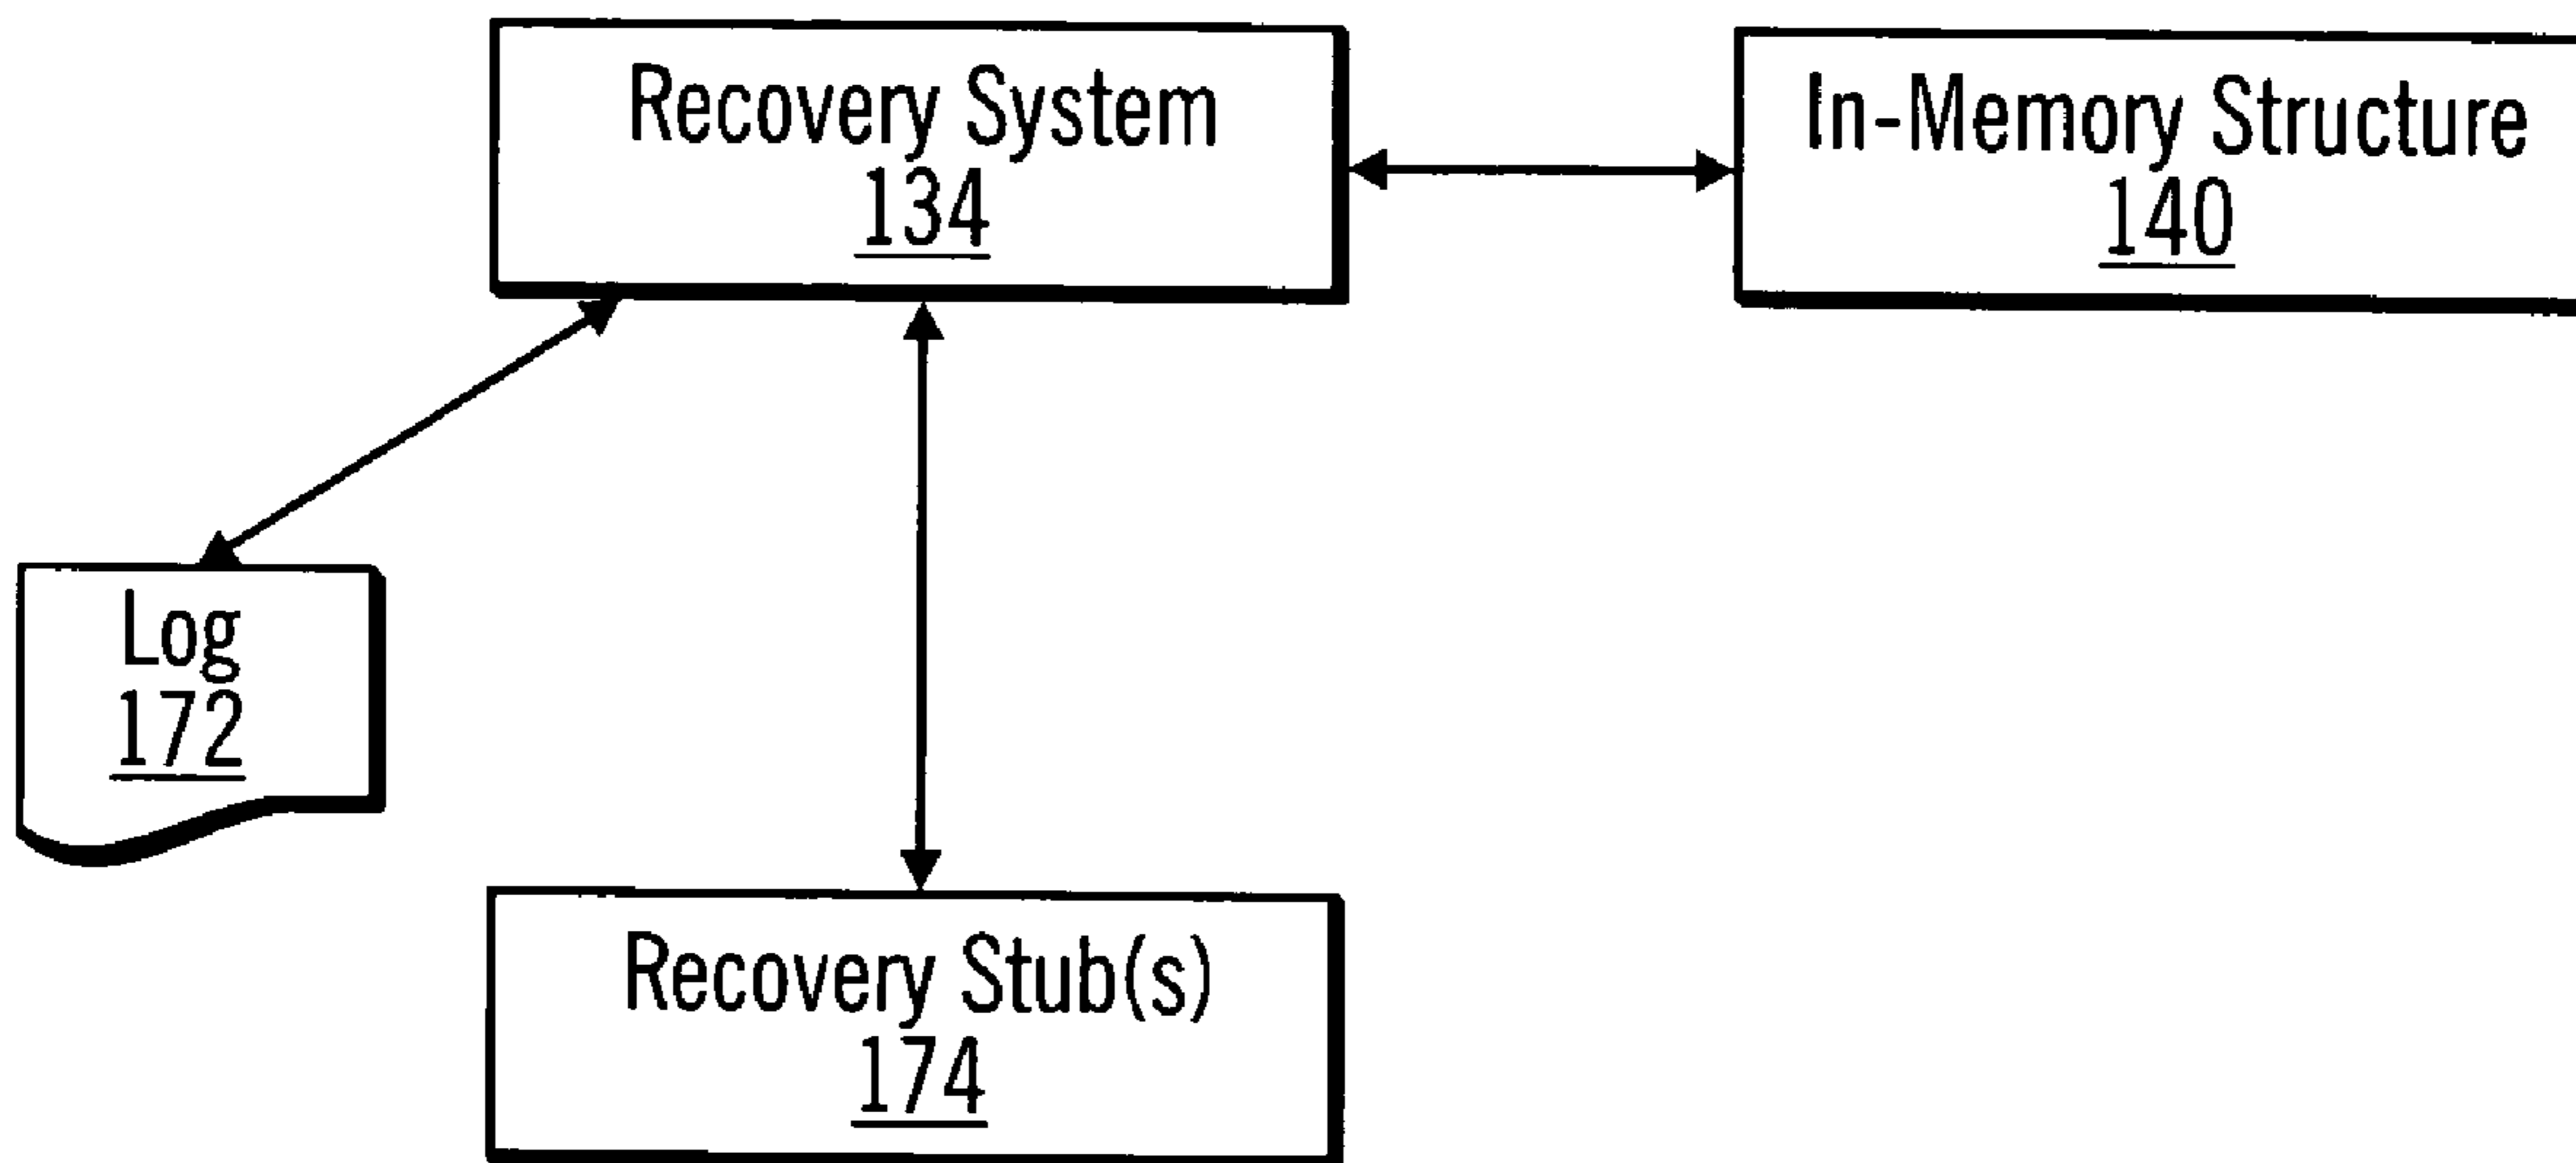 Recovery System
134
In-Memory Structure
140
Log
172
Recovery Stub(s)
174